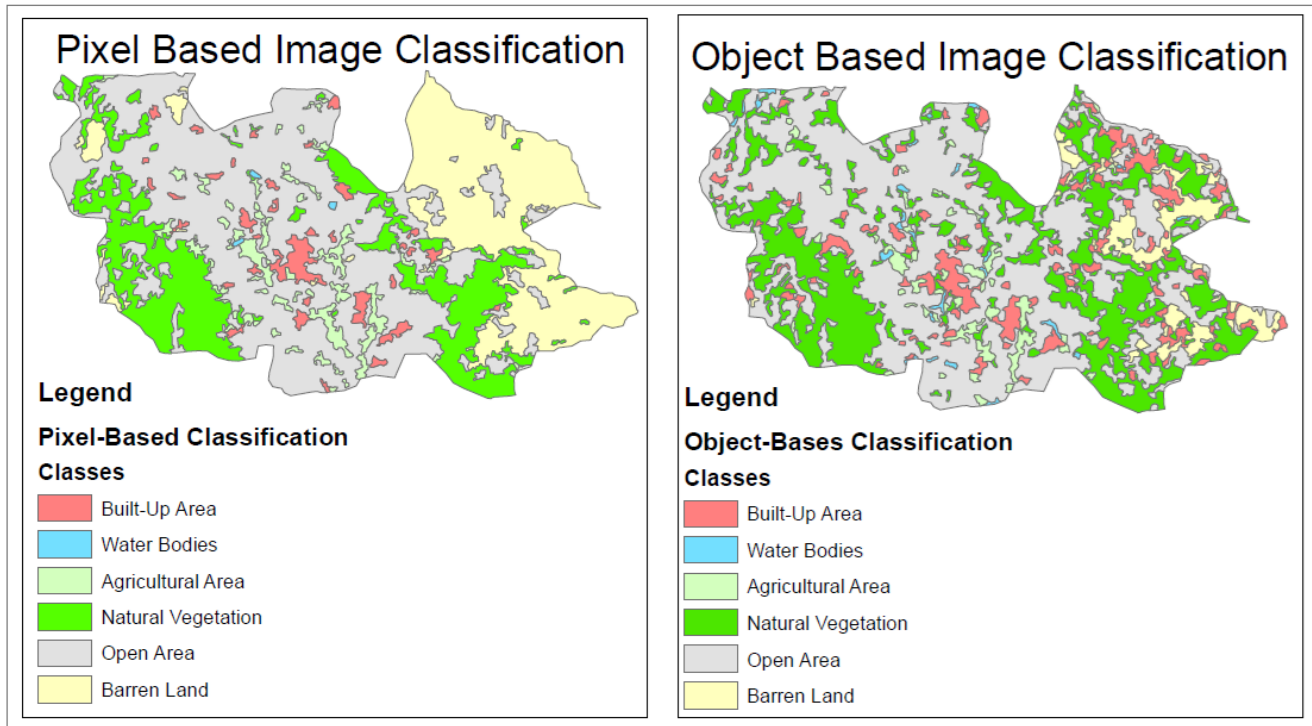 Pixel Based Image Classification
Legend
Pixel-Based Classification
Classes
Built-Up Area
Water Bodies
Agricultural Area
Natural Vegetation
Open Area
Barren Land
Object Based Image Classification
Legend
Object-Bases Classification
Classes
Built-Up Area
Water Bodies
Agricultural Area
Natural Vegetation
Open Area
Barren Land